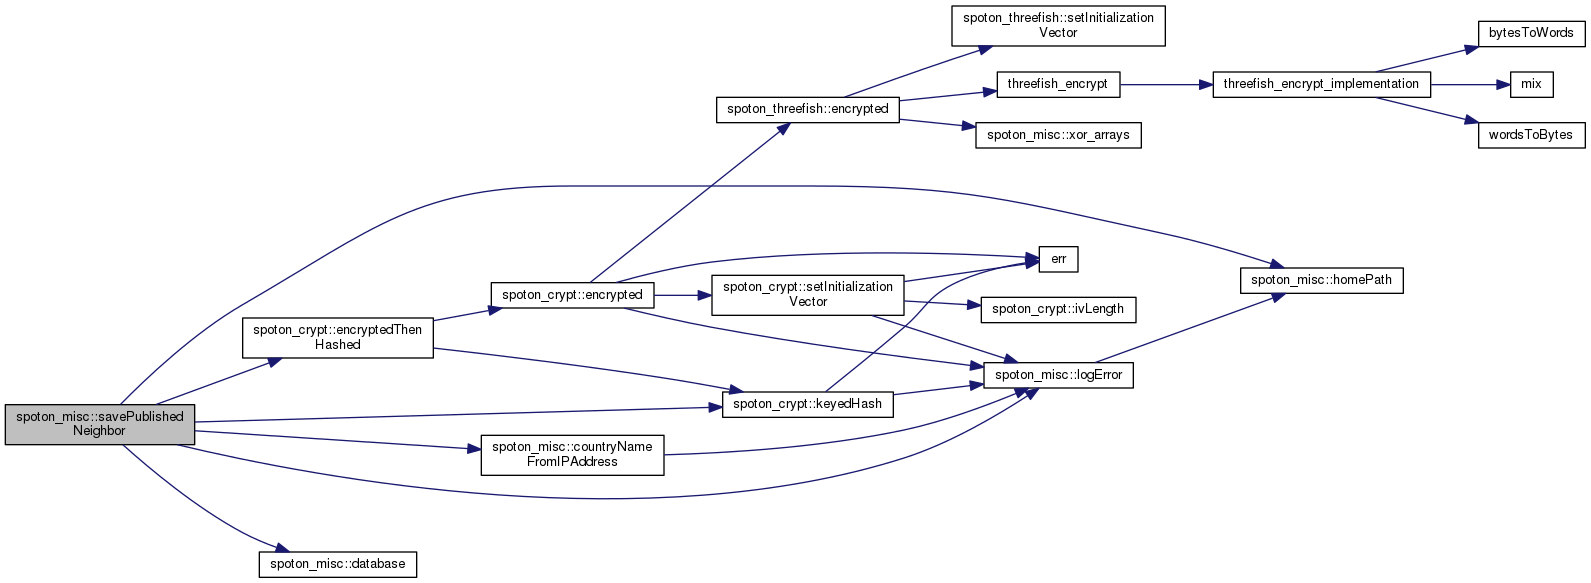 spoton_threefish::setInitialization
Vector
bytesToWords
threefish_encrypt
threefish_encrypt_implementation
mix
spoton_threefish::encrypted
spoton_misc::xor_arrays
wordsToBytes
err
spoton_misc::homePath
spoton_crypt::encrypted
spoton_crypt::setInitialization
Vector
spoton_crypt::ivLength
spoton_crypt::encryptedThen
Hashed
spoton_misc::logError
spoton_crypt::keyedHash
spoton_misc::savePublished
Neighbor
spoton_misc::countryName
FromIPAddress
spoton_misc::database